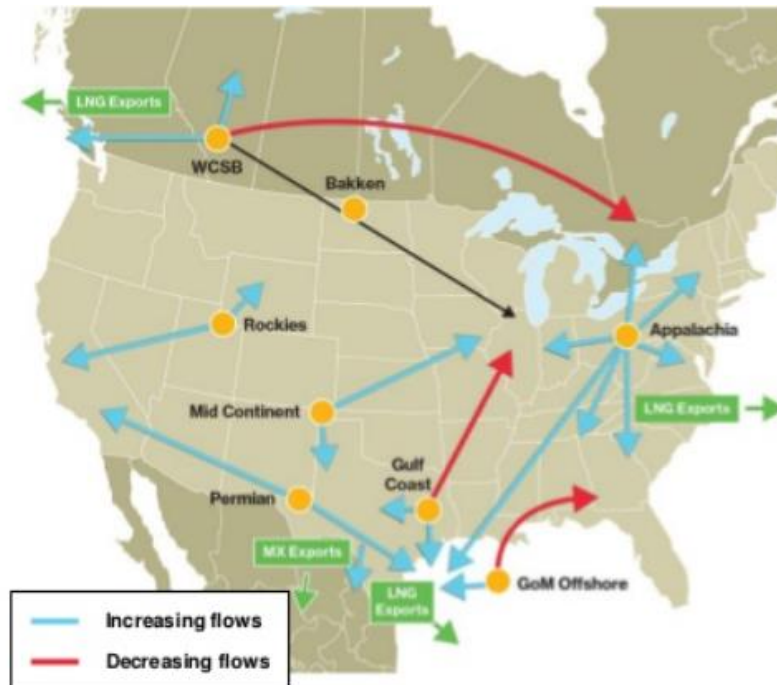 LNG Exports
WCSB
Bakken
Rockies
Appalachia
Mid Continent
LNG Exports
Gulf
Coast
Permian
MX Exports
GoM Offshore
LNG
Exports
Increasing flows
Decreasing flows